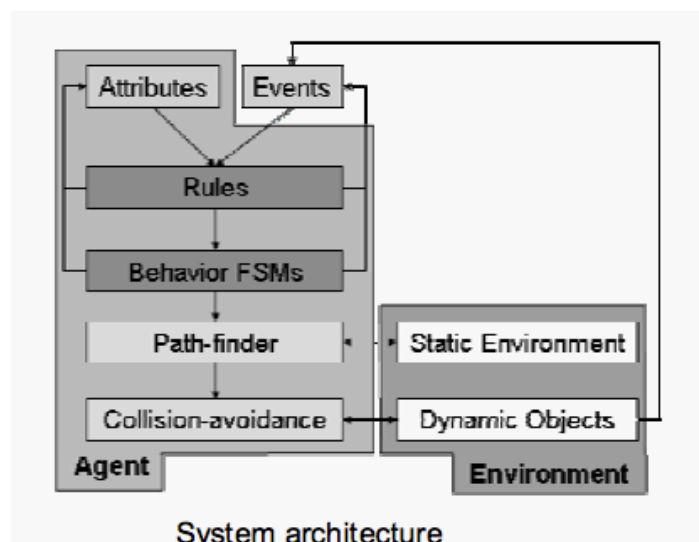 Attributes
Events
Rules
Behavior FSMs
Path-finder
Static Environment
Collision-avoidance
Dynamic Objects
Agent
Environment
System architecture